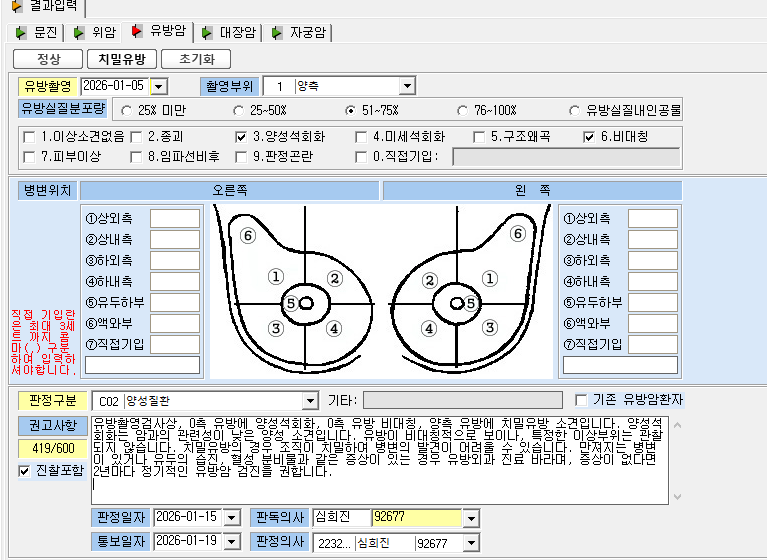 결과입력
문진 위암 유방암 대장암 자궁암
정상 치밀유방 초기화
유방촬영 2026-01-05 촬영부위 1 양측
유방실질분포량 25% 미만 25~50% 51~75% 76~100% 유방실질내인공물
1.이상소견없음 2.종괴 3.양성석회화 4.미세석회화 5.구조왜곡 6.비대칭
7.피부이상 8.임파선비후 9.판정곤란 0.직접기입:
병변위치 오른쪽 왼 쪽
①상외측
②상내측
③하외측
④하내측
⑤유두하부
⑥액와부
⑦직접기입
⑥
① ②
⑤
③ ④
⑥
② ①
⑤
④ ③
①상외측
②상내측
③하외측
④하내측
⑤유두하부
⑥액와부
⑦직접기입
직접 기입란
은 최대 3세
트 까지 콤
마(,) 구분
하여 입력하
셔야합니다.
판정구분 C02 양성질환 기타: 기존 유방암환자
권고사항
419/600
진찰포함
유방촬영검사상, 0측 유방에 양성석회화, 0측 유방 비대칭, 양측 유방에 치밀유방 소견입니다. 양성석
회화는 암과의 관련성이 낮은 양성 소견입니다. 유방이 비대칭적으로 보이나, 특정한 이상부위는 관찰
되지 않습니다. 치밀유방의 경우 조직이 치밀하여 병변의 발견이 어려울 수 있습니다. 만져지는 병변
이 있거나 유두의 습진, 혈성 분비물과 같은 증상이 있는 경우 유방외과 진료 바라며, 증상이 없다면
2년마다 정기적인 유방암 검진을 권합니다.
판정일자 2026-01-15 판독의사 심희진 92677
통보일자 2026-01-19 판정의사 2232... 심희진 92677